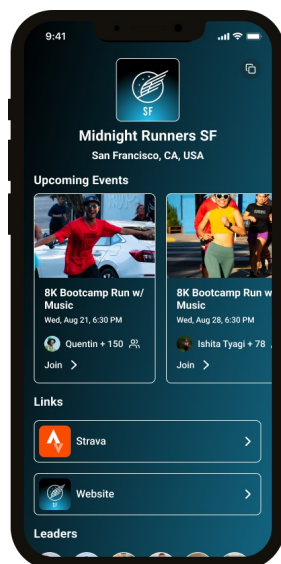 9:41
SF
Midnight Runners SF
San Francisco, CA, USA
Upcoming Events
8K Bootcamp Run w/
Music
Wed, Aug 21, 6:30 PM
Quentin + 150
Join
8K Bootcamp Run w
Music
Wed, Aug 28, 6:30 PM
Ishita Tyagi + 78
Join
Links
Strava
SF
Website
Leaders